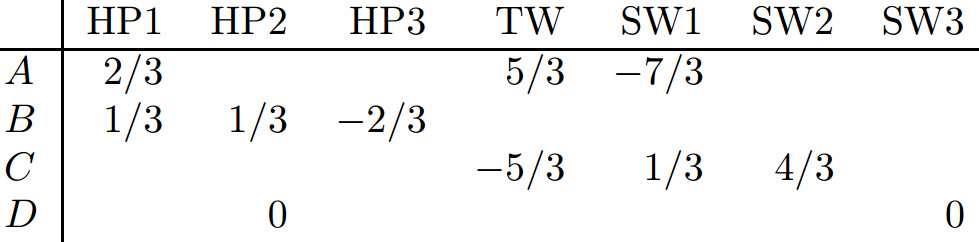 HP1 HP2 HP3 TW SW1 SW2 SW3
A 2/3 5/3 −7/3
B 1/3 1/3 −2/3
C −5/3 1/3 4/3
D 0 0